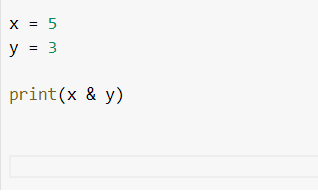 x = 5
y = 3
print(x & y)